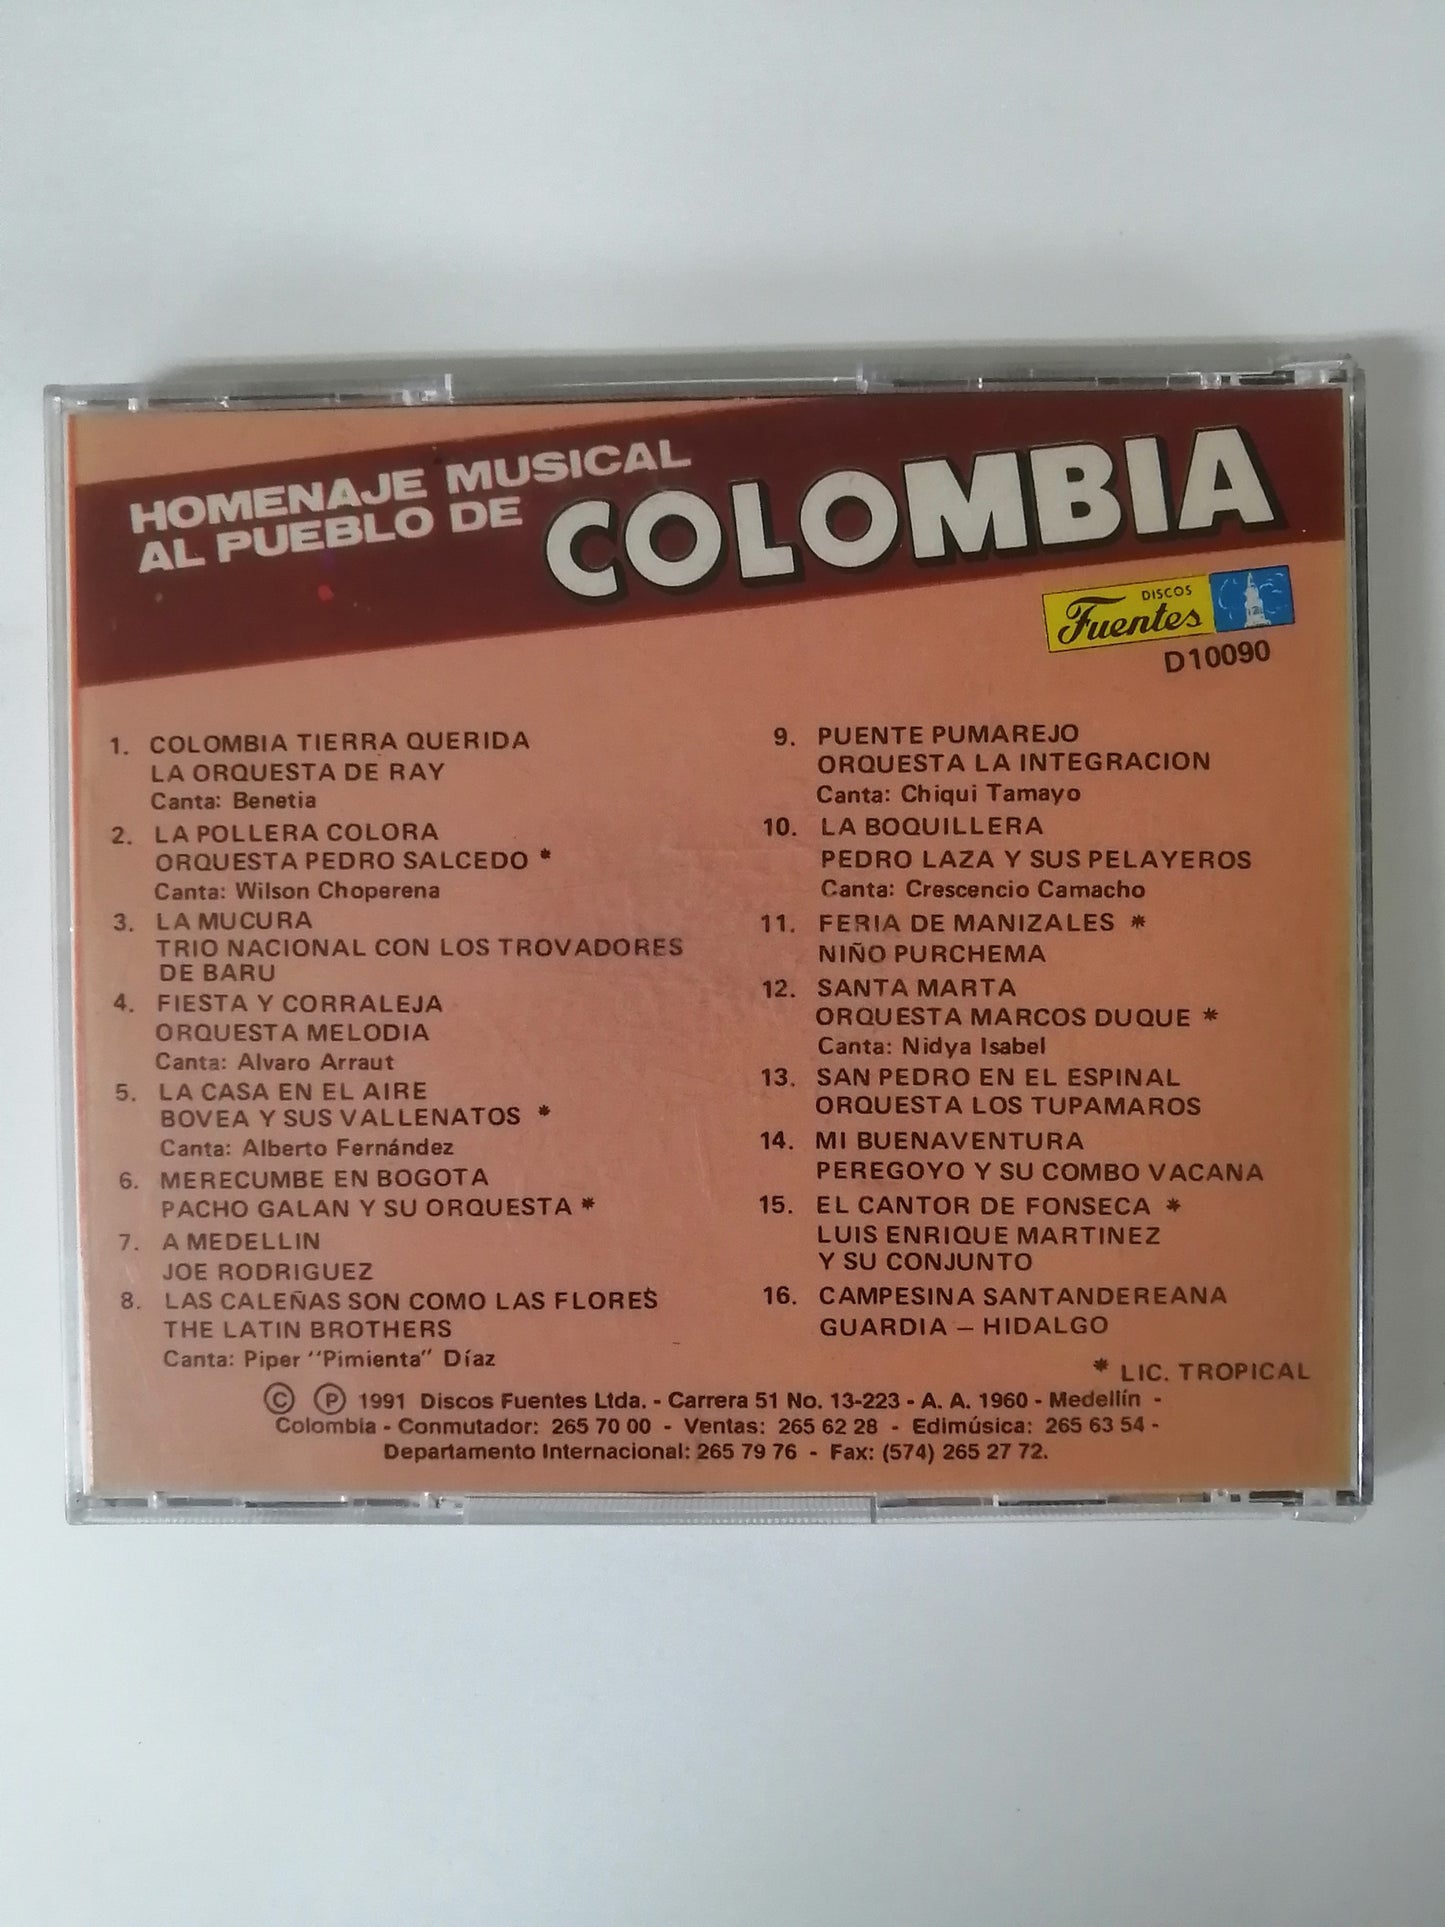 HOMENAJE MUSICAL
AL PUEBLO DE COLOMBIA
DISCOS
Fuentes
D10090
1. COLOMBIA TIERRA QUERIDA
LA ORQUESTA DE RAY
Canta: Benetia
2. LA POLLERA COLORA
ORQUESTA PEDRO SALCEDO *
Canta: Wilson Choperena
3. LA MUCURA
TRIO NACIONAL CON LOS TROVADORES
DE BARU
4. FIESTA Y CORRALEJA
ORQUESTA MELODIA
Canta: Alvaro Arraut
5. LA CASA EN EL AIRE
BOVEA Y SUS VALLENATOS *
Canta: Alberto Fernández
6. MERECUMBE EN BOGOTA
PACHO GALAN Y SU ORQUESTA *
7. A MEDELLIN
JOE RODRIGUEZ
8. LAS CALEÑAS SON COMO LAS FLORES
THE LATIN BROTHERS
Canta: Piper "Pimienta" Díaz
9. PUENTE PUMAREJO
ORQUESTA LA INTEGRACION
Canta: Chiqui Tamayo
10. LA BOQUILLERA
PEDRO LAZA Y SUS PELAYEROS
Canta: Crescencio Camacho
11. FERIA DE MANIZALES *
NIÑO PURCHEMA
12. SANTA MARTA
ORQUESTA MARCOS DUQUE *
Canta: Nidya Isabel
13. SAN PEDRO EN EL ESPINAL
ORQUESTA LOS TUPAMAROS
14. MI BUENAVENTURA
PEREGOYO Y SU COMBO VACANA
15. EL CANTOR DE FONSECA *
LUIS ENRIQUE MARTINEZ
Y SU CONJUNTO
16. CAMPESINA SANTANDEREANA
GUARDIA – HIDALGO
* LIC. TROPICAL
© ℗ 1991 Discos Fuentes Ltda. - Carrera 51 No. 13-223 - A. A. 1960 - Medellín -
Colombia - Conmutador: 265 70 00 - Ventas: 265 62 28 - Edimúsica: 265 63 54 -
Departamento Internacional: 265 79 76 - Fax: (574) 265 27 72.